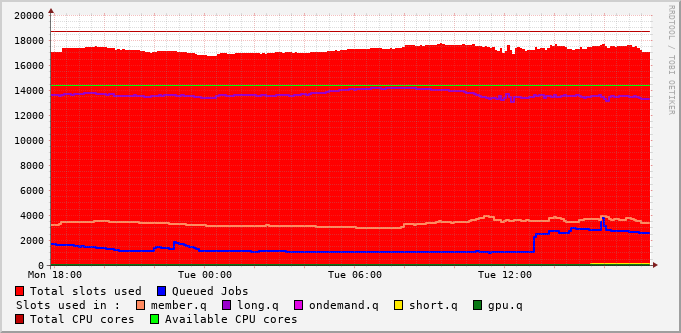 20000
18000
16000
14000
12000
10000
8000
6000
4000
2000
0
Mon 18:00 Tue 00:00 Tue 06:00 Tue 12:00
RRDTOOL / TOBI OETIKER
Total slots used Queued Jobs
Slots used in : member.q long.q ondemand.q short.q gpu.q
Total CPU cores Available CPU cores